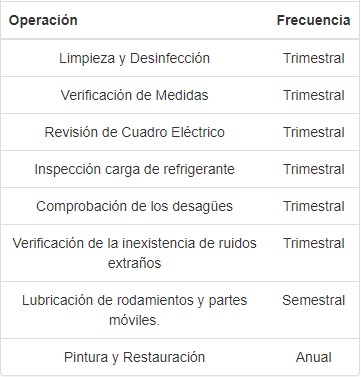 Operación Frecuencia
Limpieza y Desinfección Trimestral
Verificación de Medidas Trimestral
Revisión de Cuadro Eléctrico Trimestral
Inspección carga de refrigerante Trimestral
Comprobación de los desagües Trimestral
Verificación de la inexistencia de ruidos Trimestral
extraños
Lubricación de rodamientos y partes Semestral
móviles.
Pintura y Restauración Anual